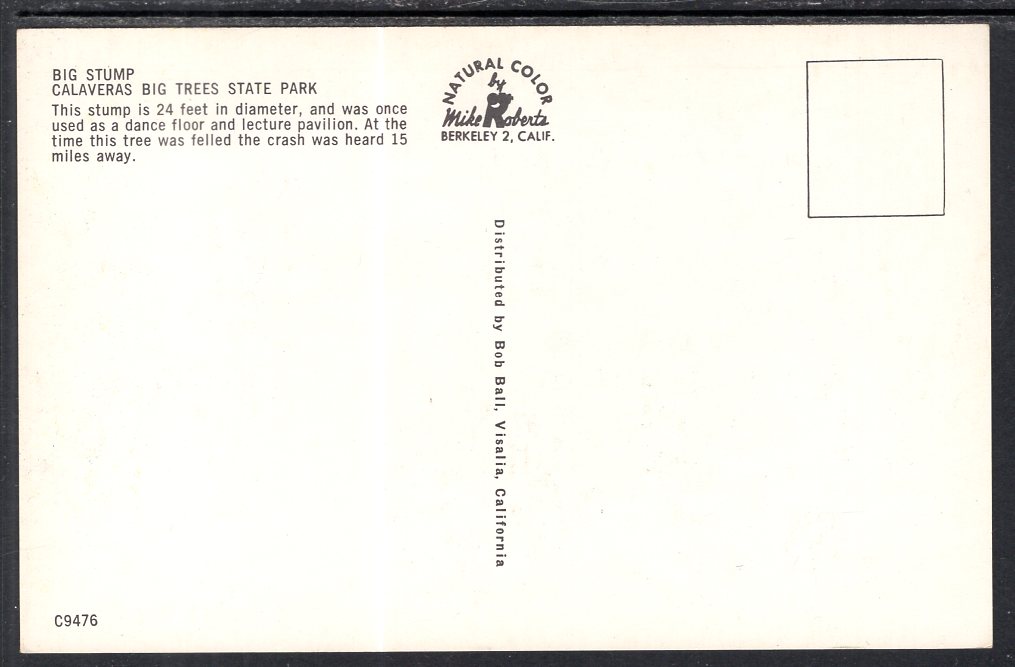 BIG STUMP
CALAVERAS BIG TREES STATE PARK
This stump is 24 feet in diameter, and was once
used as a dance floor and lecture pavilion. At the
time this tree was felled the crash was heard 15
miles away.
NATURAL COLOR
by
Mike Roberts
BERKELEY 2, CALIF.
Distributed by Bob Ball, Visalia, California
C9476